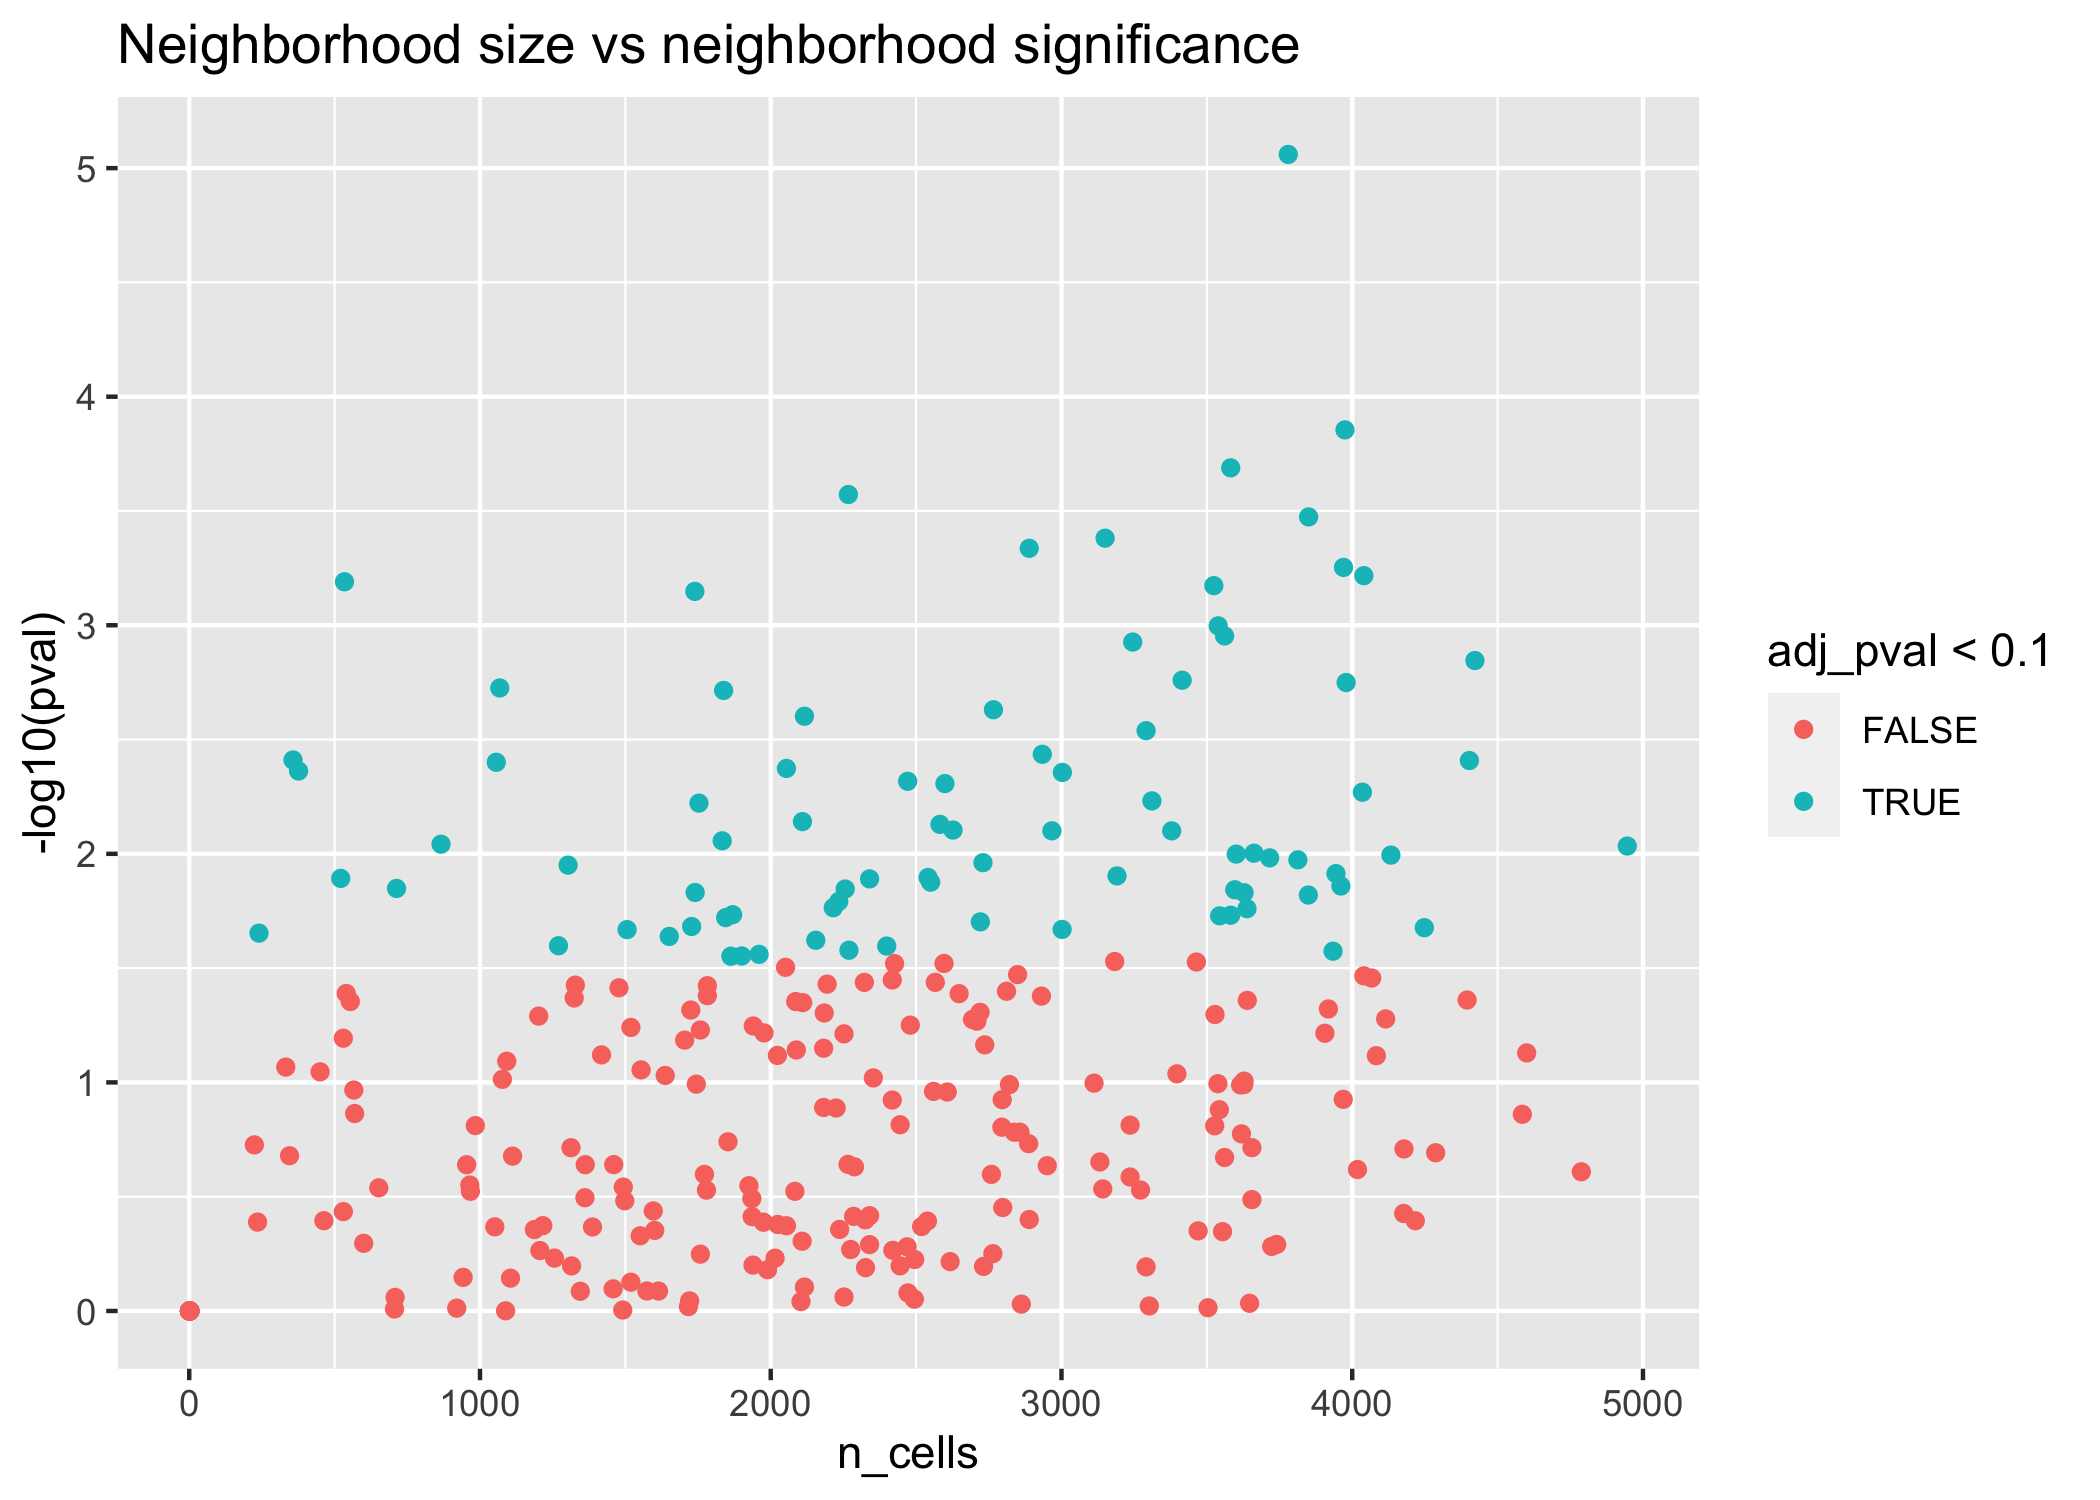 Neighborhood size vs neighborhood significance
-log10(pval)
5
4
3
2
1
0
0 1000 2000 3000 4000 5000
n_cells
adj_pval < 0.1
FALSE
TRUE